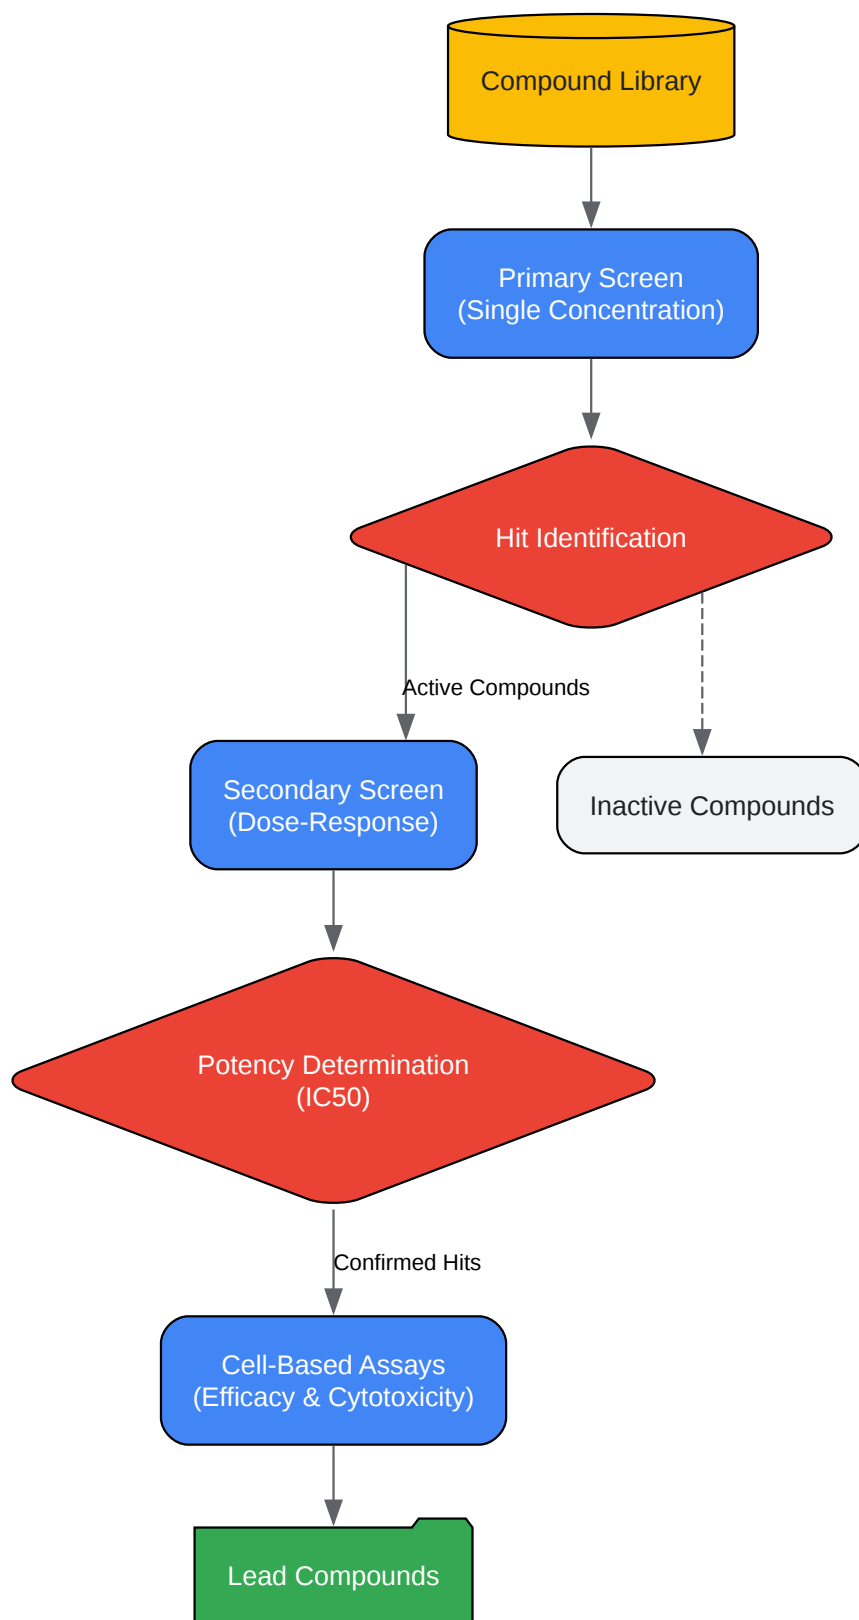 Compound Library
Primary Screen
(Single Concentration)
Hit Identification
Active Compounds
Secondary Screen
(Dose-Response)
Inactive Compounds
Potency Determination
(IC50)
Confirmed Hits
Cell-Based Assays
(Efficacy & Cytotoxicity)
Lead Compounds